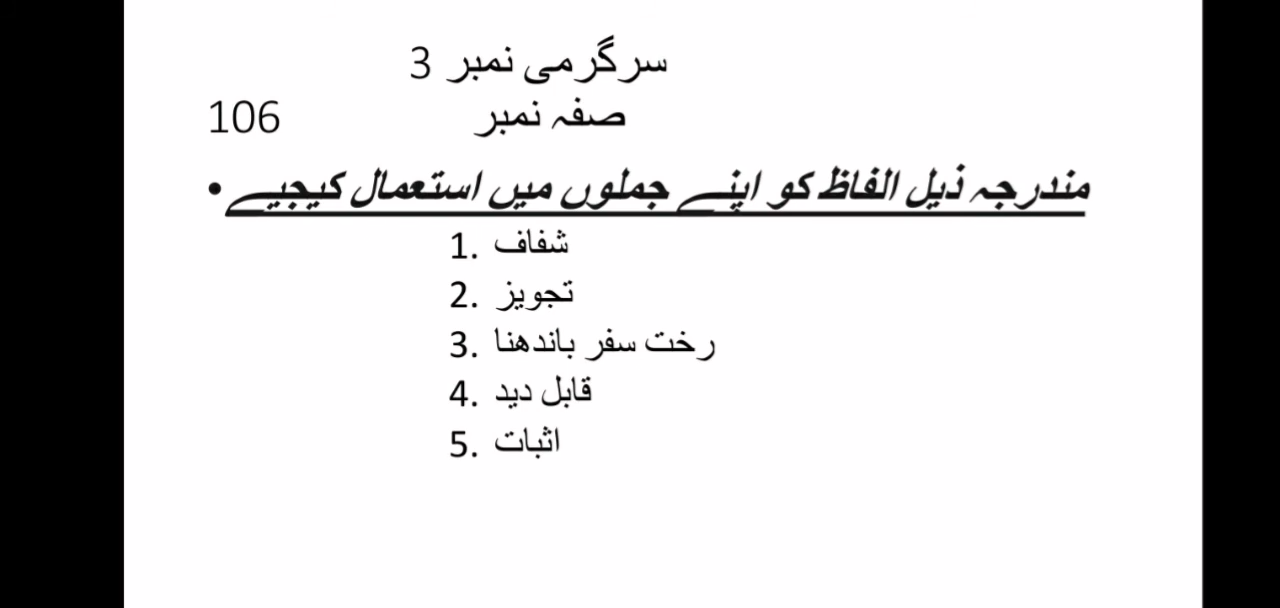 سرگرمی نمبر 3
صفہ نمبر 106
• مندرجہ ذیل الفاظ کو اپنے جملوں میں استعمال کیجیے
1. شفاف
2. تجویز
3. رخت سفر باندھنا
4. قابل دید
5. اثبات